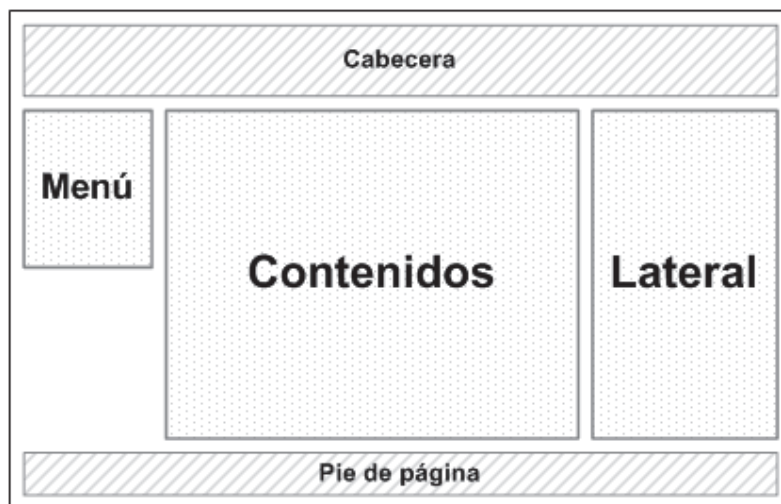 Cabecera
Menú
Contenidos
Lateral
Pie de página